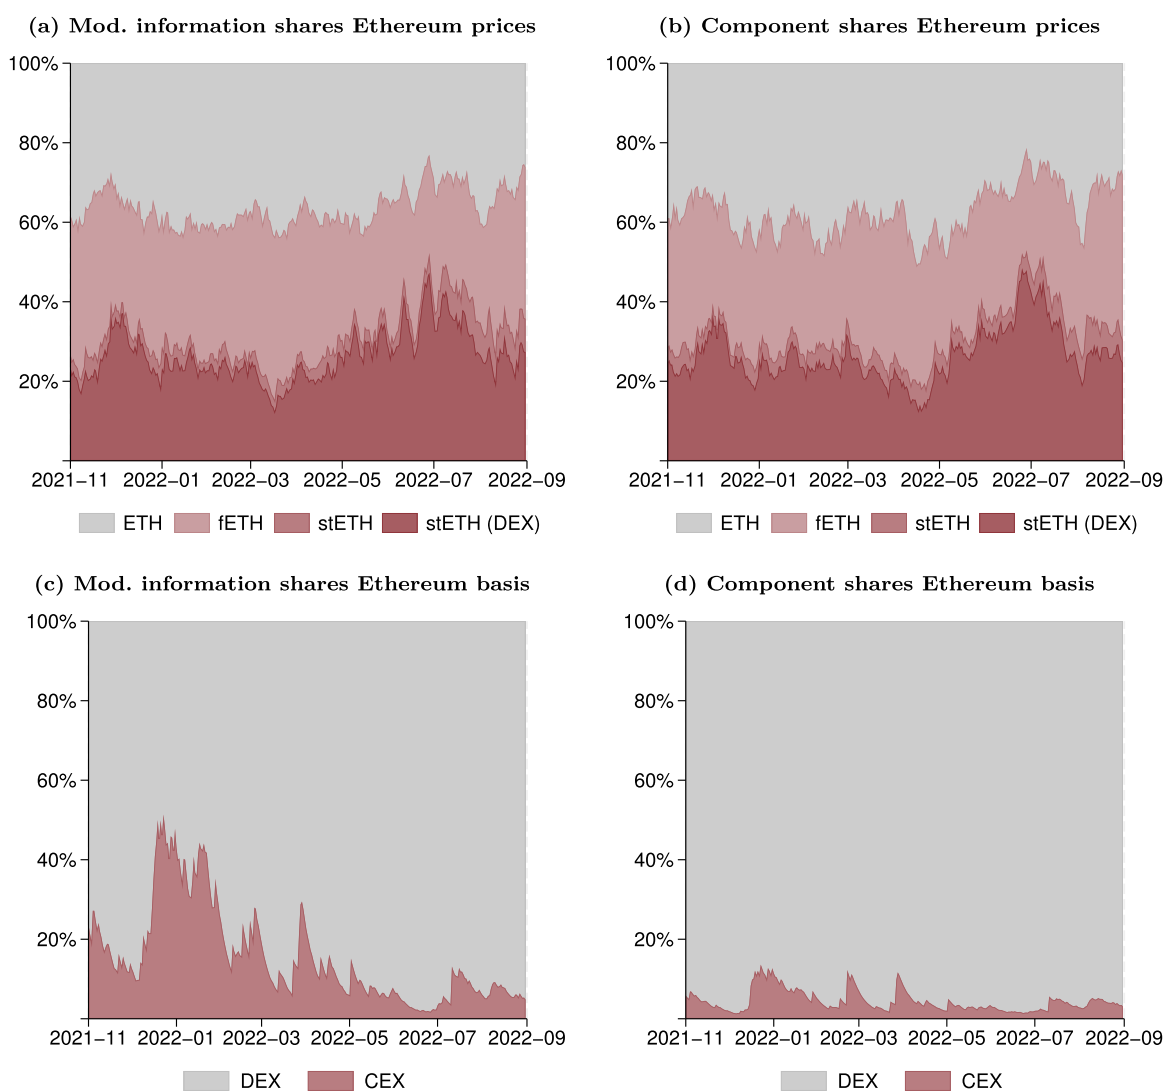 (a) Mod. information shares Ethereum prices
100%
80%
60%
40%
20%
2021-11 2022-01 2022-03 2022-05 2022-07 2022-09
ETH fETH stETH stETH (DEX)
(b) Component shares Ethereum prices
100%
80%
60%
40%
20%
2021-11 2022-01 2022-03 2022-05 2022-07 2022-09
ETH fETH stETH stETH (DEX)
(c) Mod. information shares Ethereum basis
100%
80%
60%
40%
20%
2021-11 2022-01 2022-03 2022-05 2022-07 2022-09
DEX CEX
(d) Component shares Ethereum basis
100%
80%
60%
40%
20%
2021-11 2022-01 2022-03 2022-05 2022-07 2022-09
DEX CEX